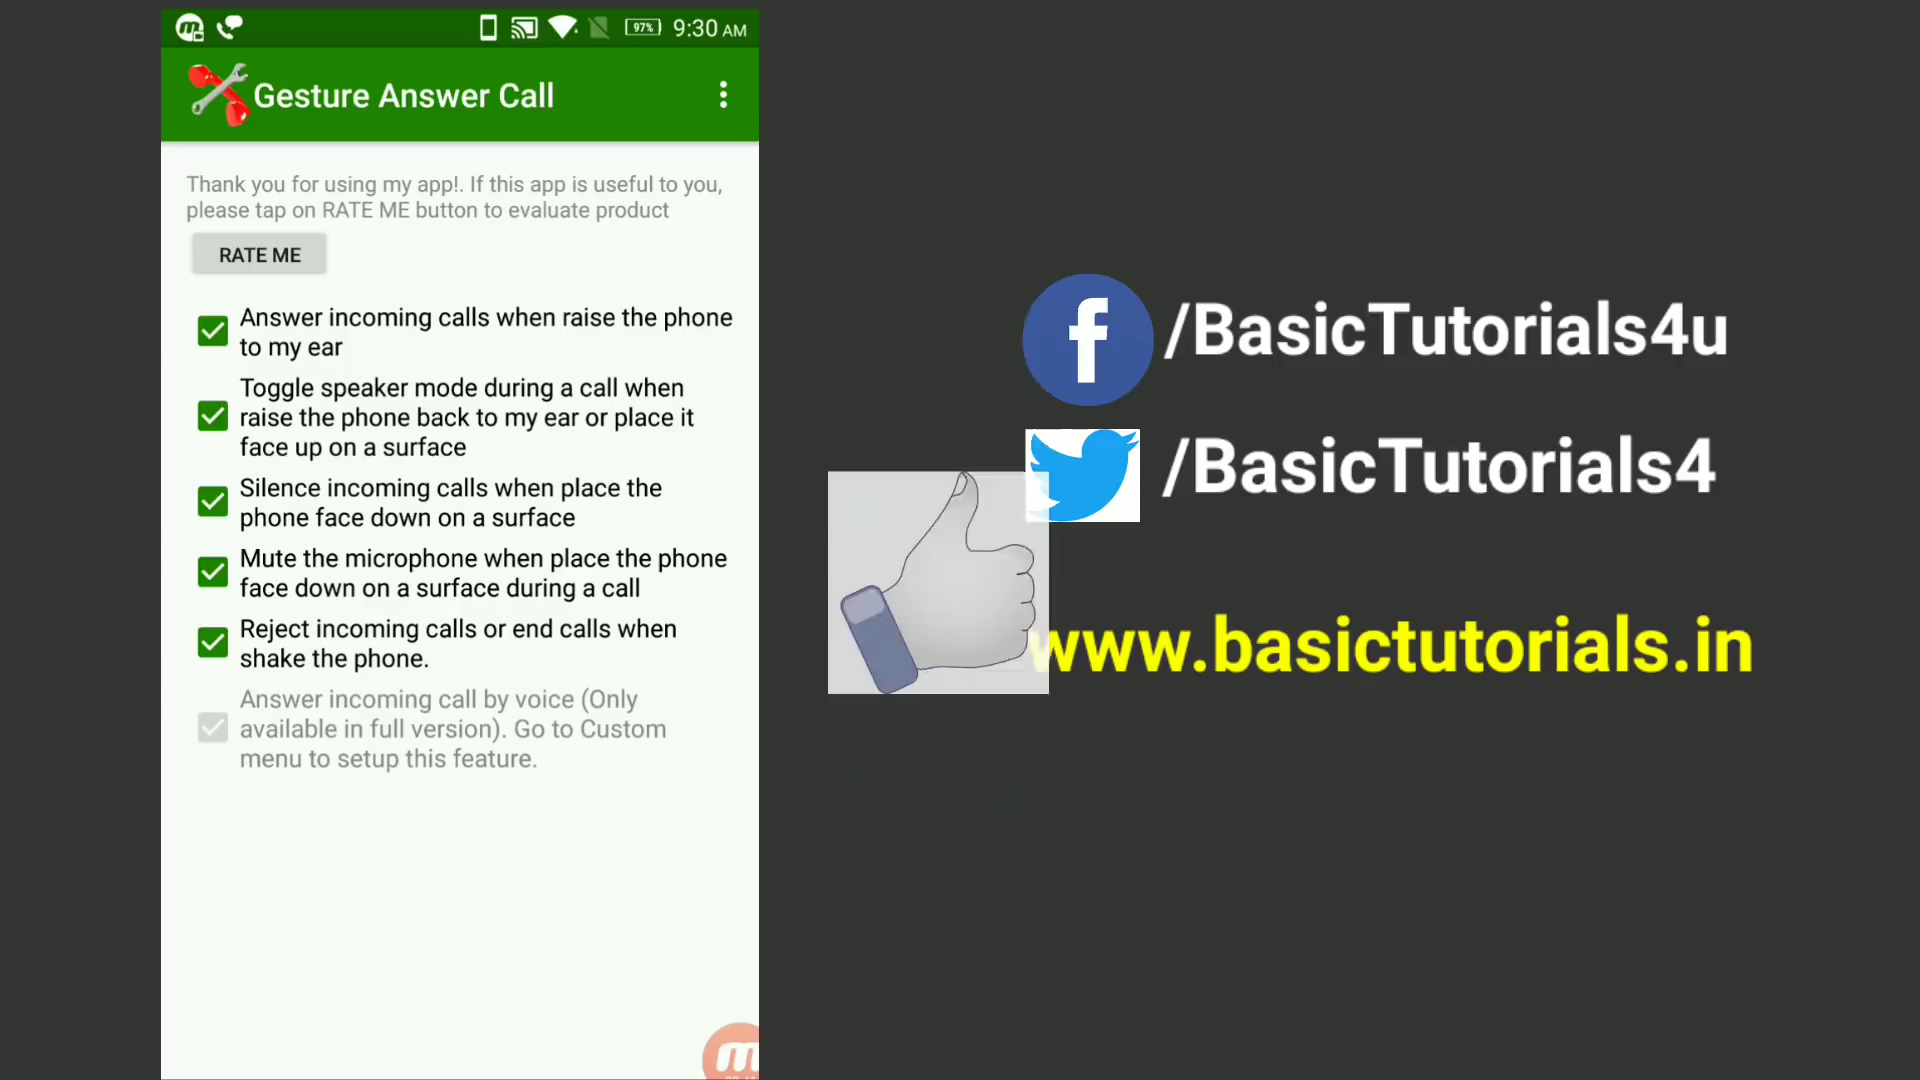 97%
9:30 AM
Gesture Answer Call
Thank you for using my app!. If this app is useful to you,
please tap on RATE ME button to evaluate product
RATE ME
Answer incoming calls when raise the phone
to my ear
Toggle speaker mode during a call when
raise the phone back to my ear or place it
face up on a surface
Silence incoming calls when place the
phone face down on a surface
Mute the microphone when place the phone
face down on a surface during a call
Reject incoming calls or end calls when
shake the phone.
Answer incoming call by voice (Only
available in full version). Go to Custom
menu to setup this feature.
/BasicTutorials4u
/BasicTutorials4
www.basictutorials.in